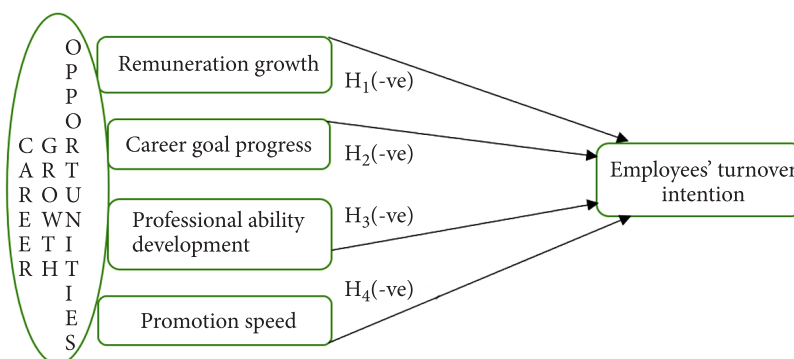 CAREER
GROWTH
OPPORTUNITIES
Remuneration growth
H₁(-ve)
Career goal progress
H₂(-ve)
Professional ability
development
H₃(-ve)
Promotion speed
H₄(-ve)
Employees’ turnover
intention